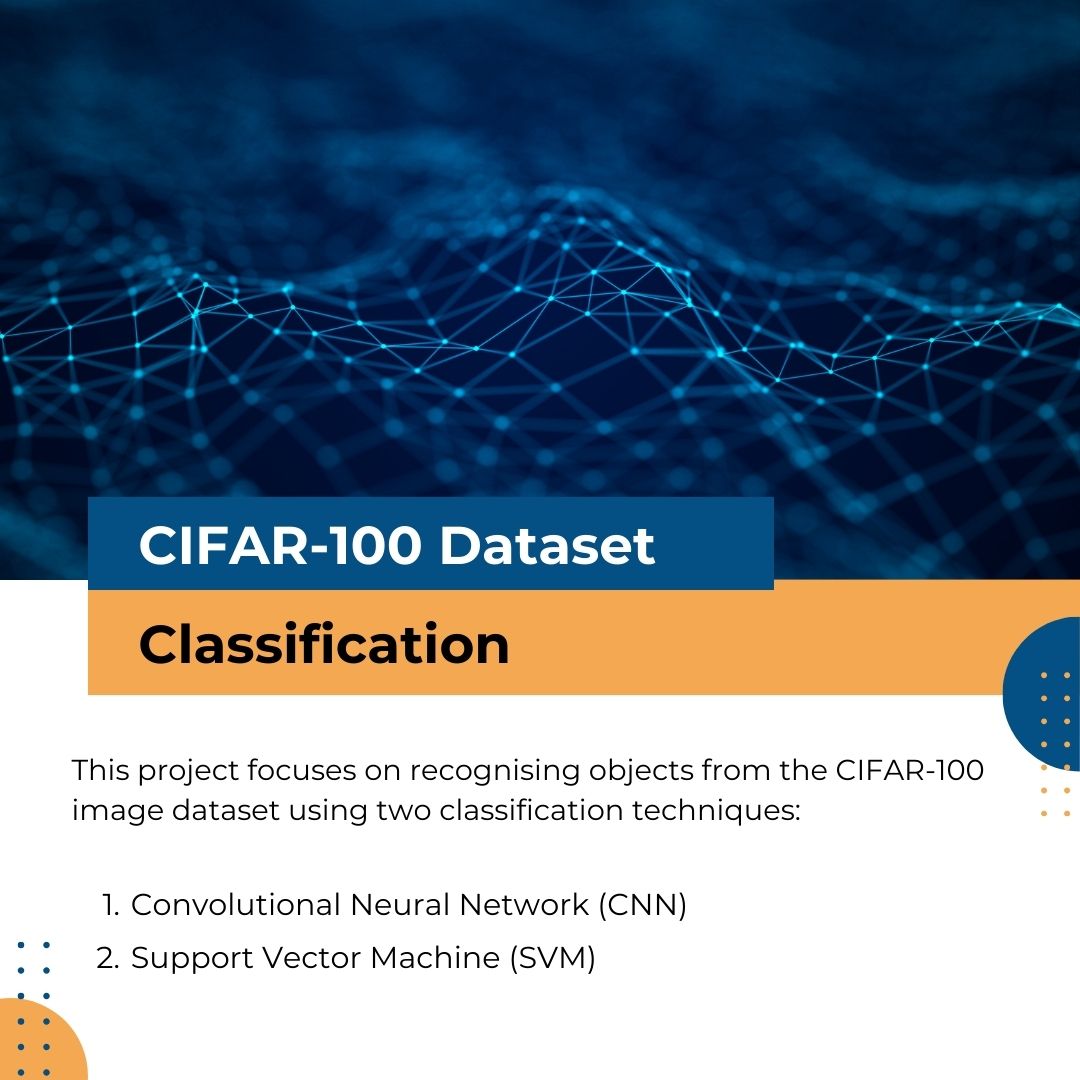 CIFAR-100 Dataset
Classification
This project focuses on recognising objects from the CIFAR-100
image dataset using two classification techniques:
1. Convolutional Neural Network (CNN)
2. Support Vector Machine (SVM)